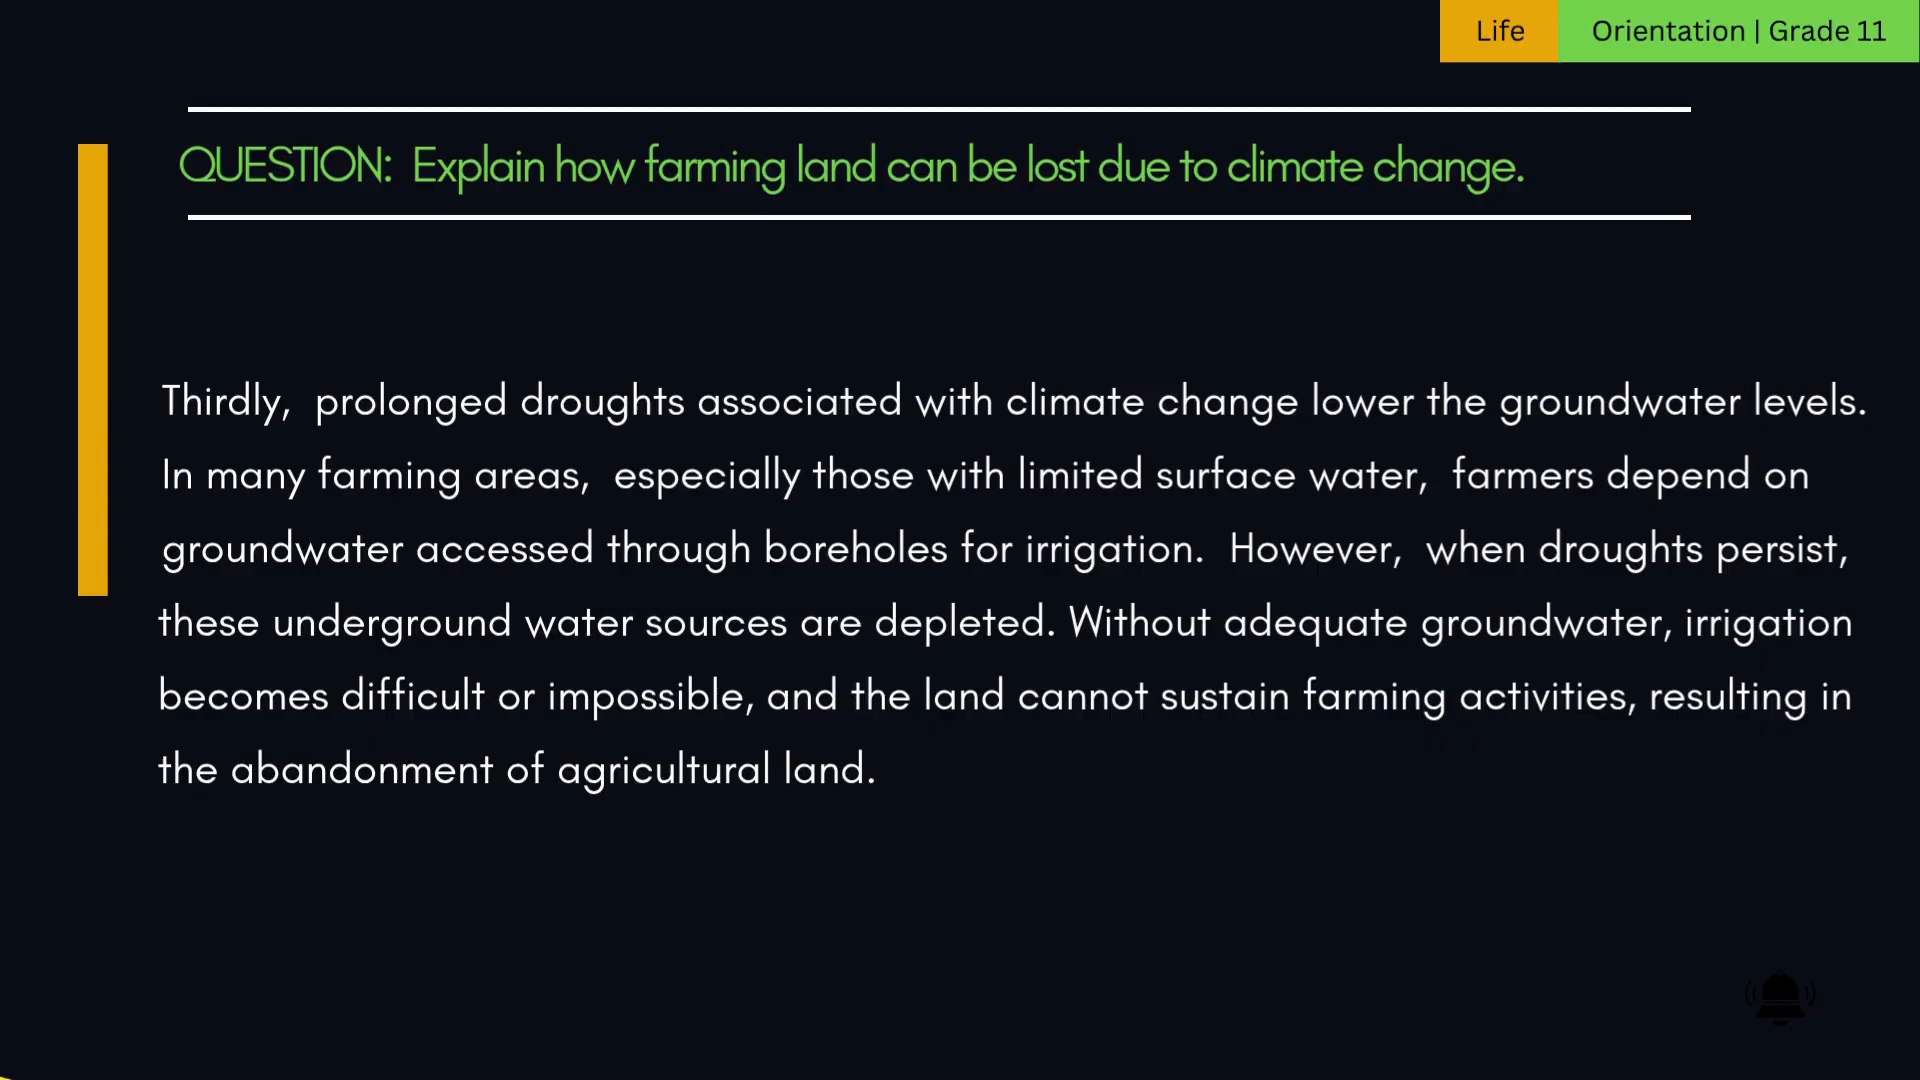 Life Orientation | Grade 11
QUESTION: Explain how farming land can be lost due to climate change.
Thirdly, prolonged droughts associated with climate change lower the groundwater levels.
In many farming areas, especially those with limited surface water, farmers depend on
groundwater accessed through boreholes for irrigation. However, when droughts persist,
these underground water sources are depleted. Without adequate groundwater, irrigation
becomes difficult or impossible, and the land cannot sustain farming activities, resulting in
the abandonment of agricultural land.